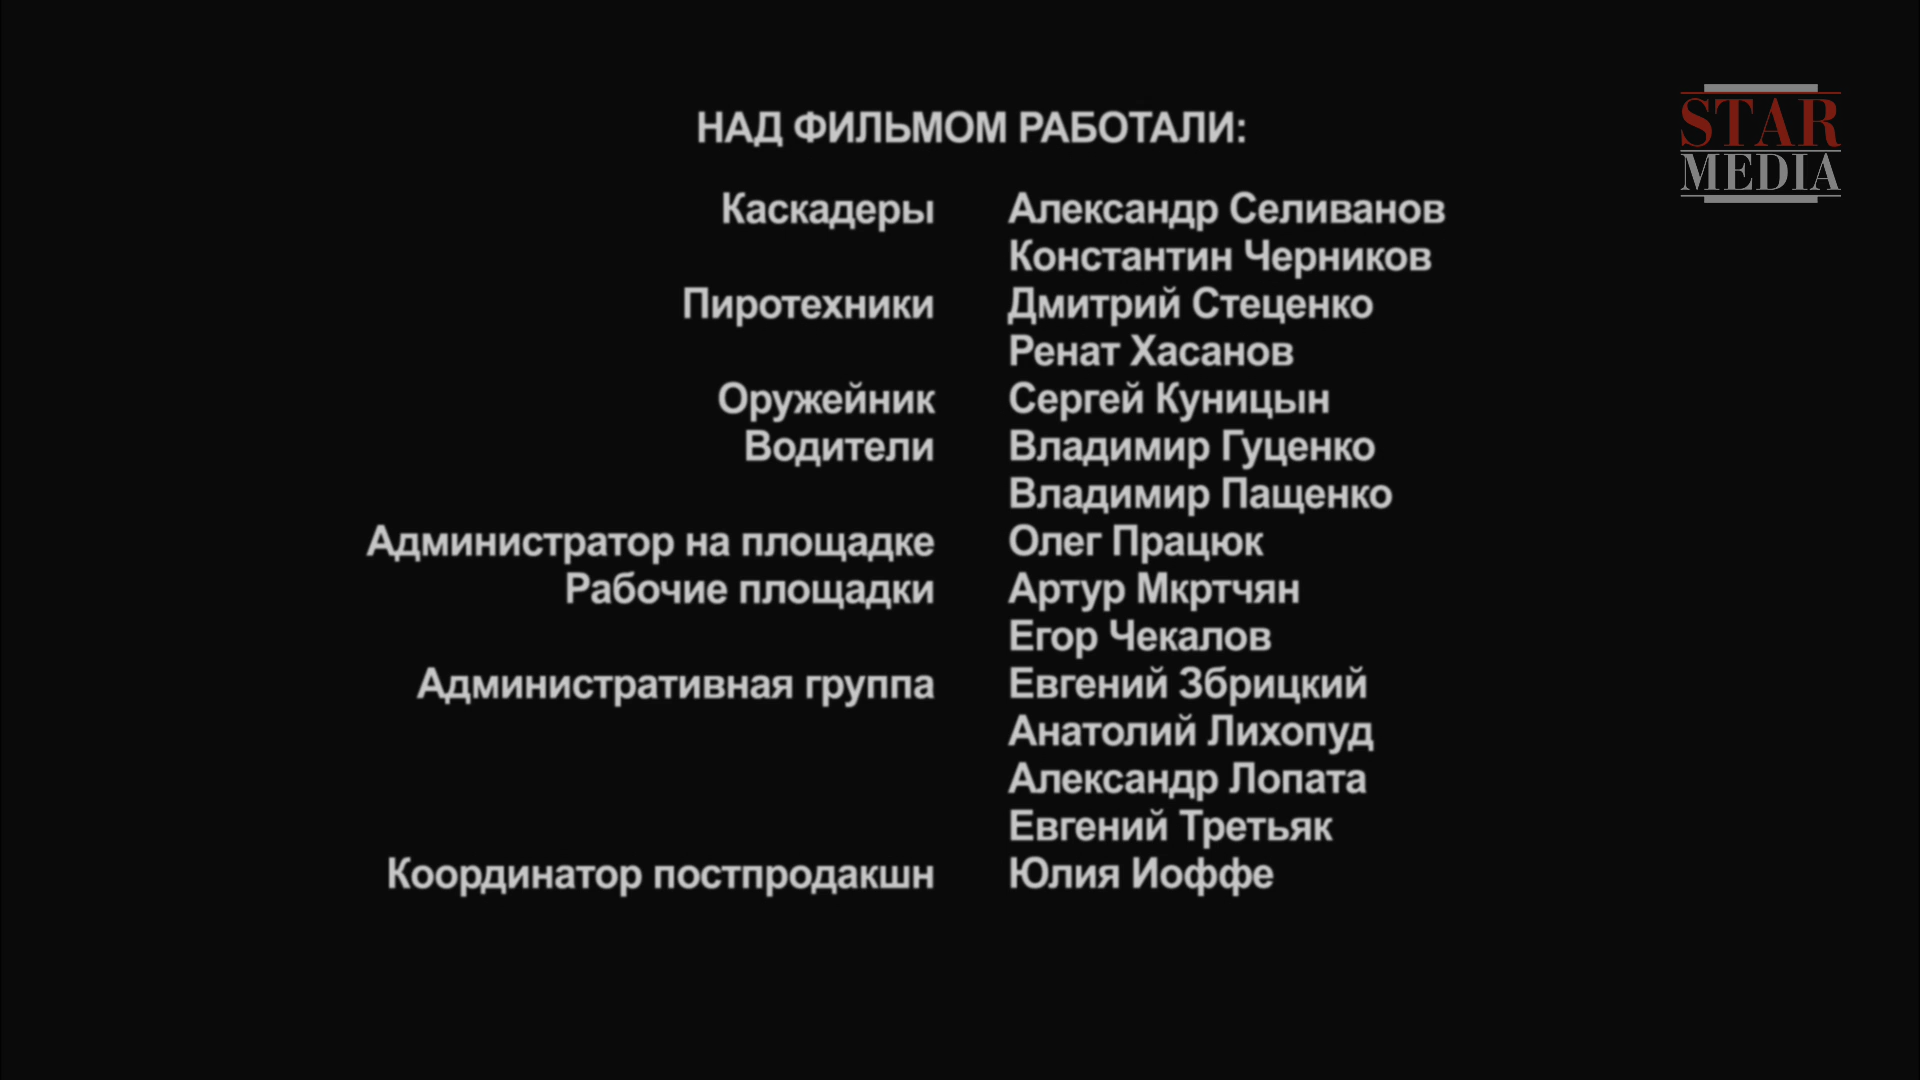 НАД ФИЛЬМОМ РАБОТАЛИ:
STAR
MEDIA
Каскадеры Александр Селиванов
Константин Черников
Пиротехники Дмитрий Стеценко
Ренат Хасанов
Оружейник Сергей Куницын
Водители Владимир Гуценко
Владимир Пащенко
Администратор на площадке Олег Працюк
Рабочие площадки Артур Мкртчян
Егор Чекалов
Административная группа Евгений Збрицкий
Анатолий Лихопуд
Александр Лопата
Евгений Третьяк
Координатор постпродакшн Юлия Иоффе